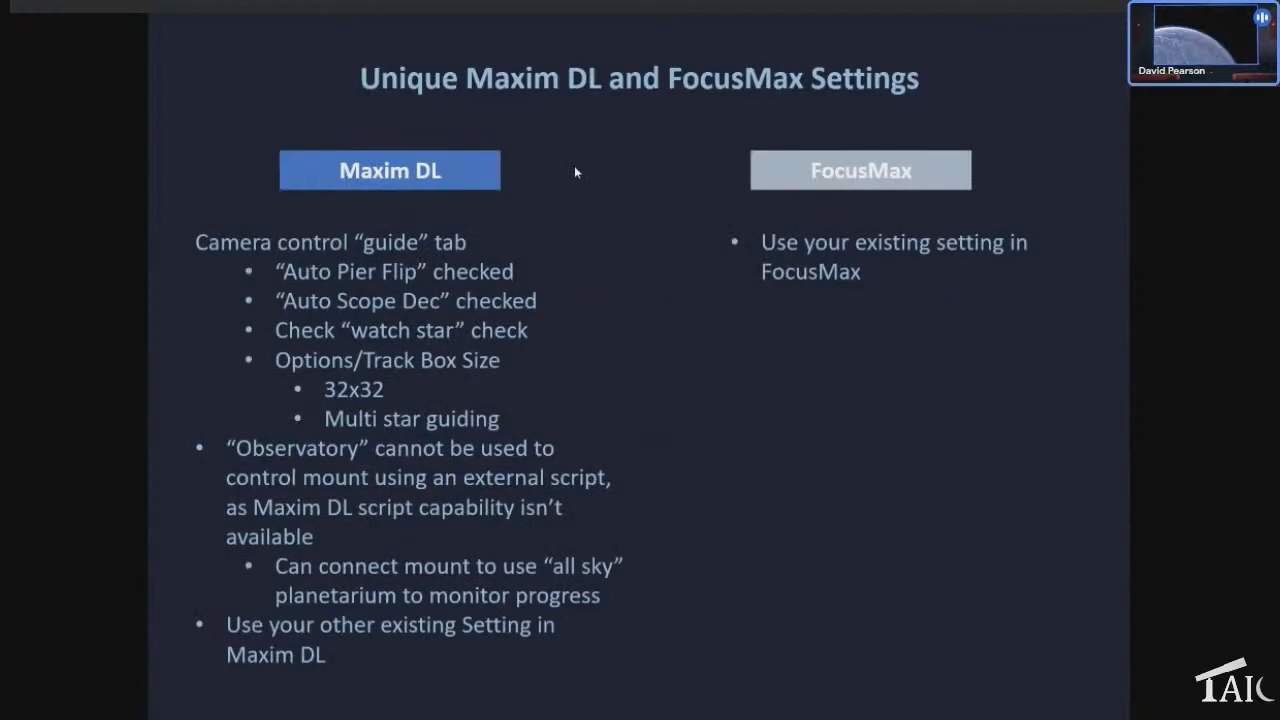 David Pearson
Unique Maxim DL and FocusMax Settings
Maxim DL
Camera control “guide” tab
• “Auto Pier Flip” checked
• “Auto Scope Dec” checked
• Check “watch star” check
• Options/Track Box Size
• 32x32
• Multi star guiding
• “Observatory” cannot be used to
control mount using an external script,
as Maxim DL script capability isn’t
available
• Can connect mount to use “all sky”
planetarium to monitor progress
• Use your other existing Setting in
Maxim DL
FocusMax
• Use your existing setting in
FocusMax
TAIC